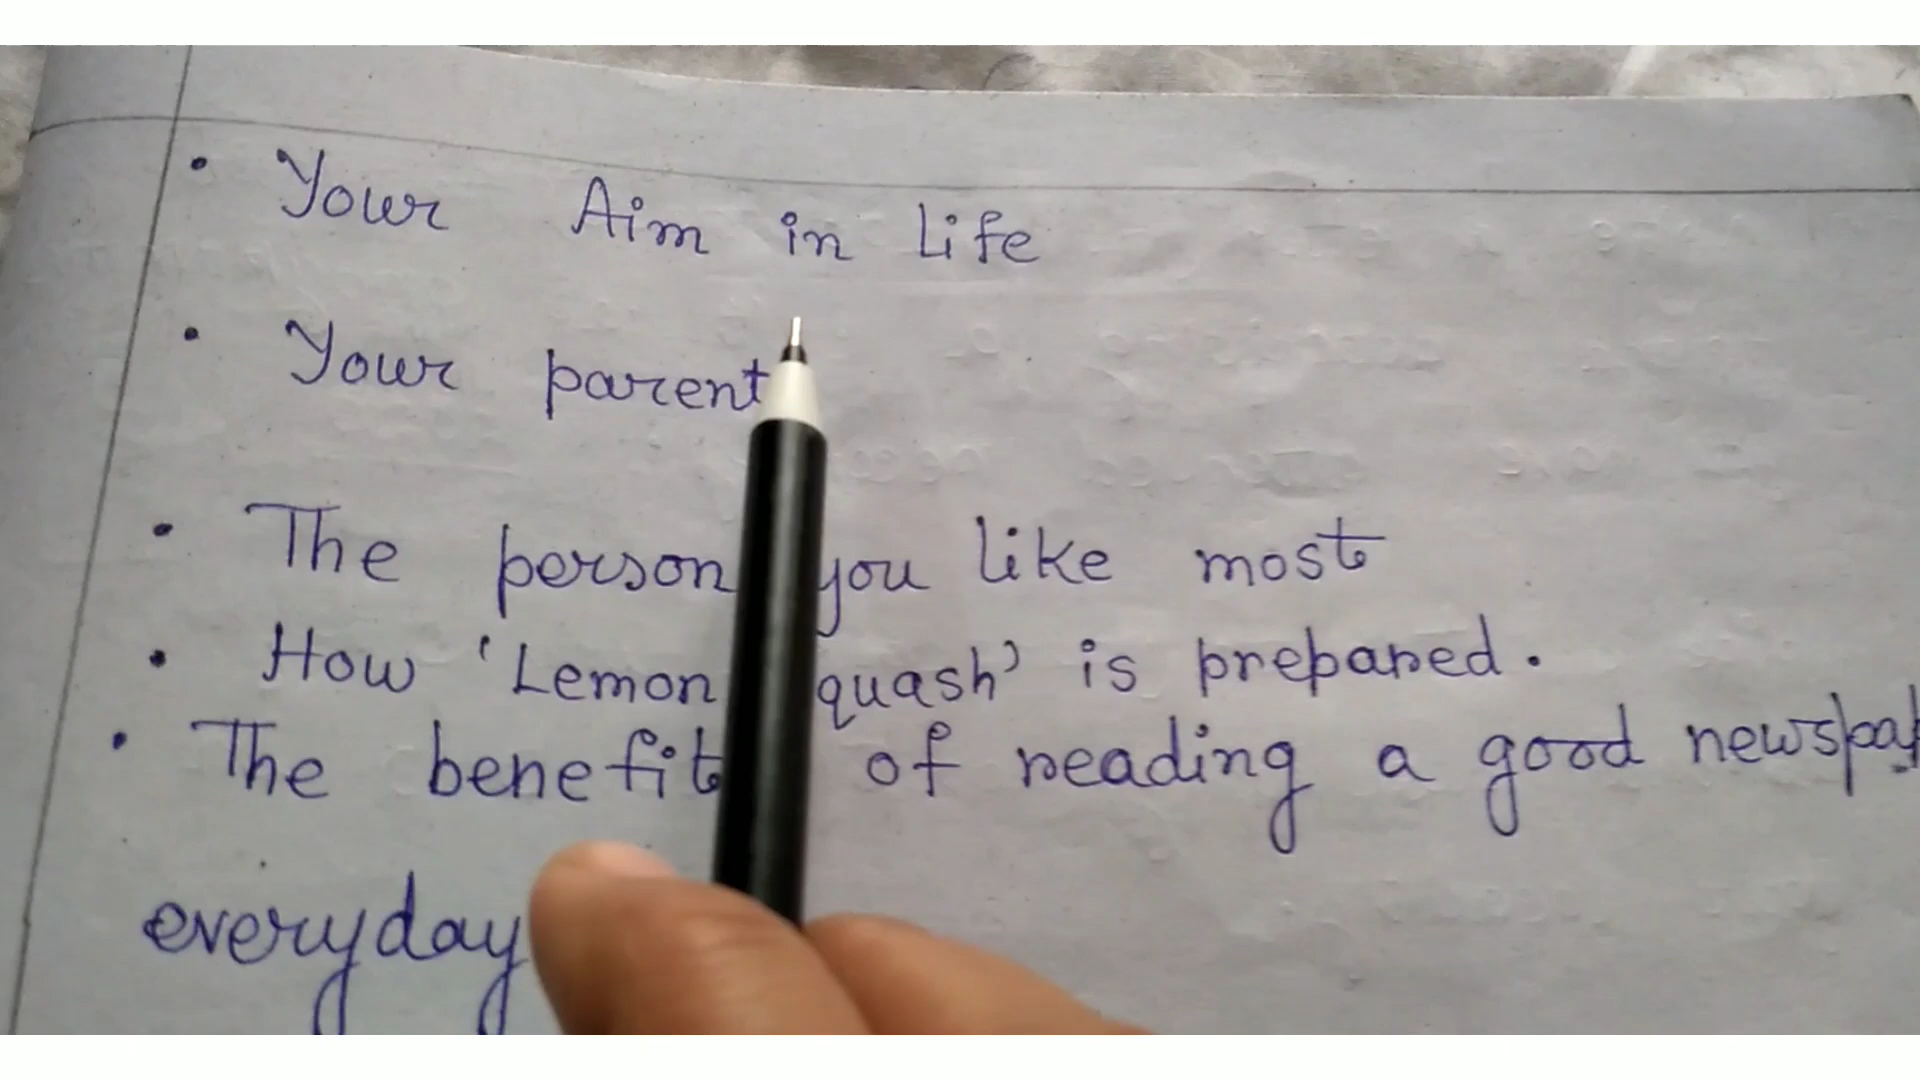 • Your Aim in Life
• Your parent
• The person you like most
• How 'Lemon quash' is prepared.
• The benefit of reading a good newspap
everyday